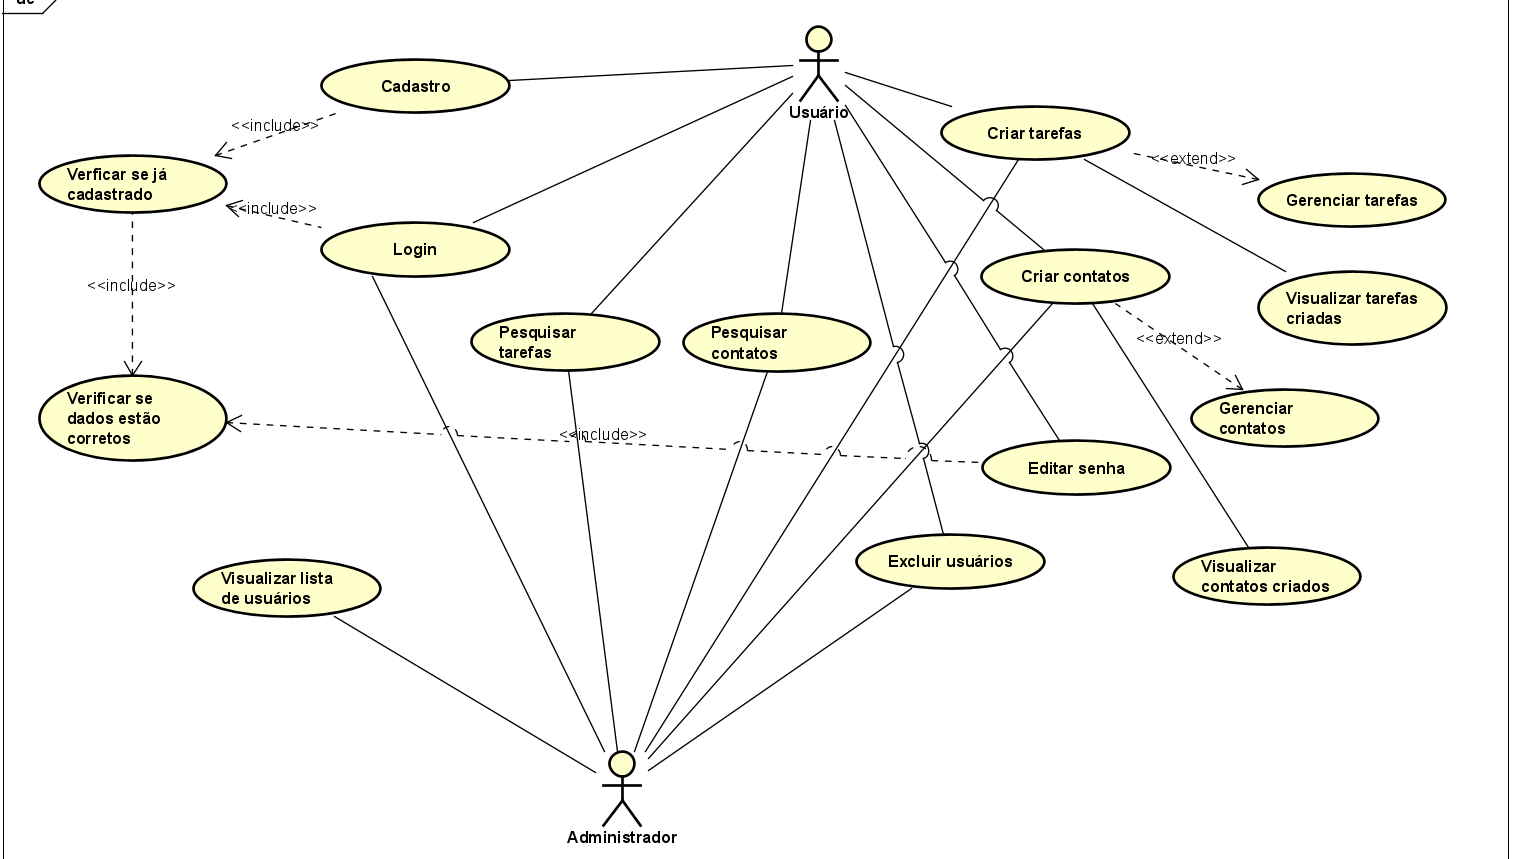 uc
Usuário
Cadastro
<<include>>
Criar tarefas
<<extend>>
Verficar se já
cadastrado
Gerenciar tarefas
<<include>>
Login
Criar contatos
<<include>>
Visualizar tarefas
criadas
Pesquisar
tarefas
Pesquisar
contatos
<<extend>>
Verificar se
dados estão
corretos
Gerenciar
contatos
<<include>>
Editar senha
Excluir usuários
Visualizar lista
de usuários
Visualizar
contatos criados
Administrador